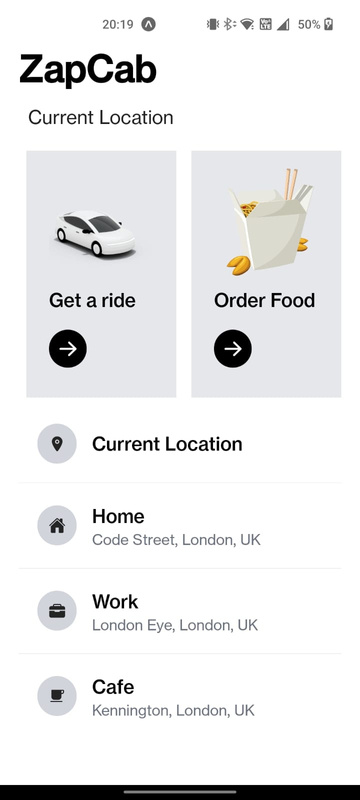 20:19
50%
ZapCab
Current Location
Get a ride
Order Food
Current Location
Home
Code Street, London, UK
Work
London Eye, London, UK
Cafe
Kennington, London, UK